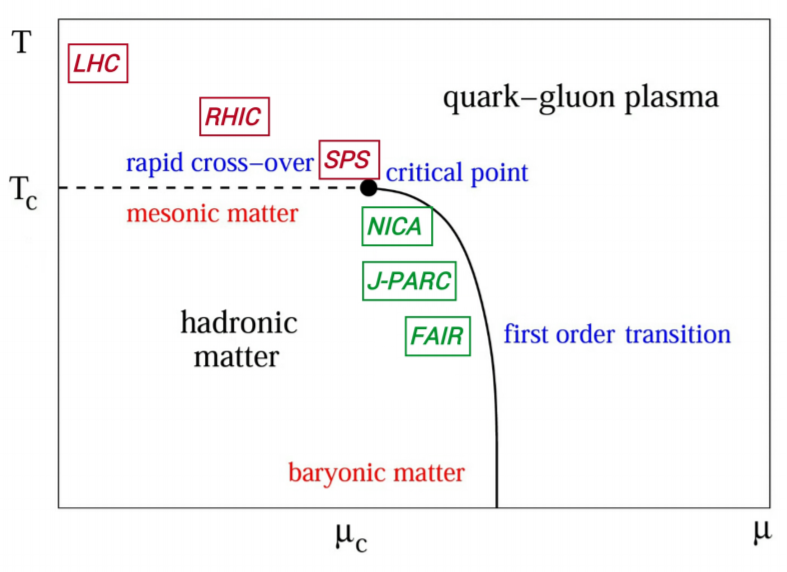 T
LHC
quark–gluon plasma
RHIC
rapid cross–over
SPS
critical point
T_c
mesonic matter
NICA
J-PARC
hadronic
matter
FAIR
first order transition
baryonic matter
μ_c
μ